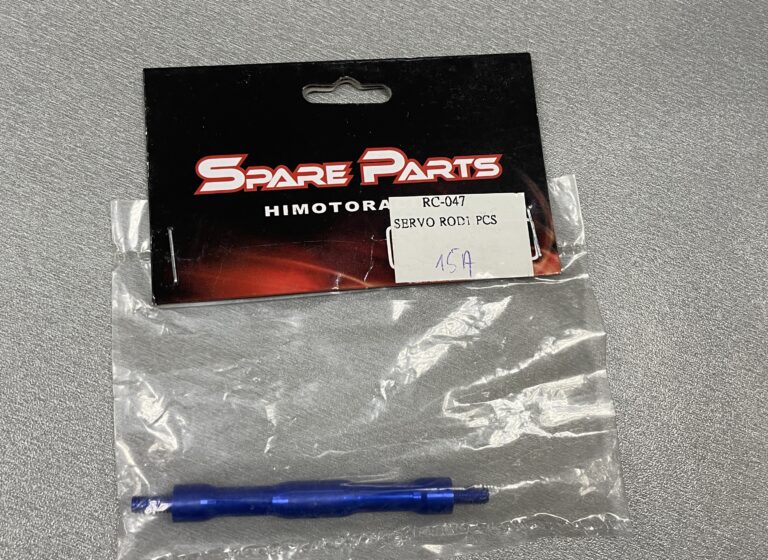 SPARE PARTS
HIMOTORA
RC-047
SERVO ROD1 PCS
15A